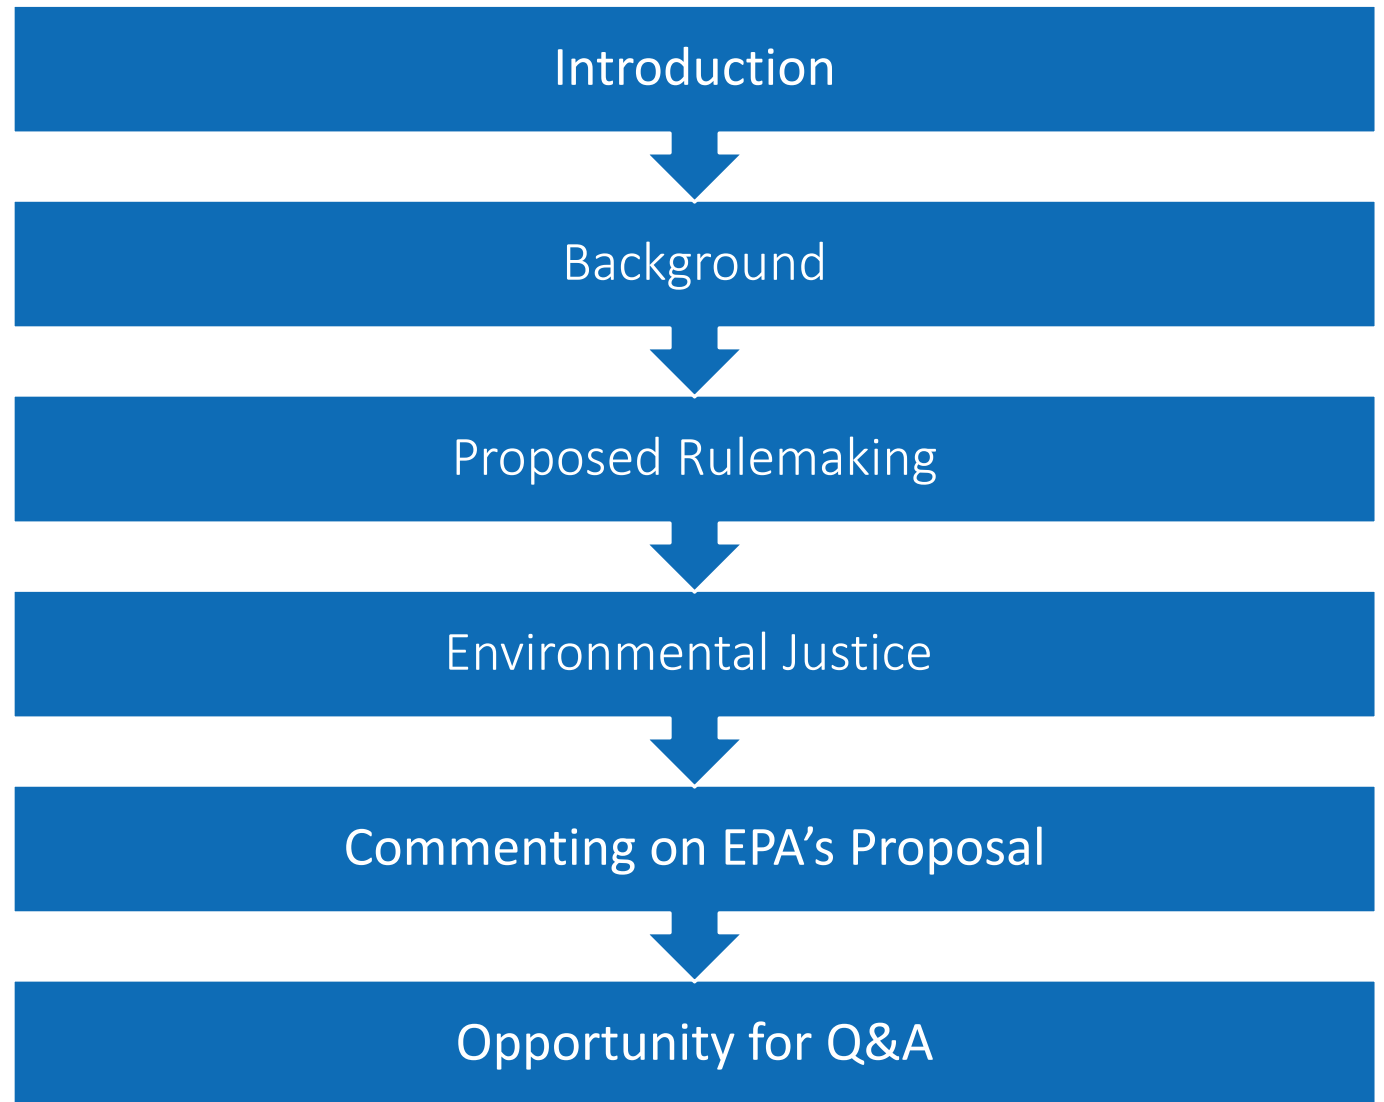 Introduction
Background
Proposed Rulemaking
Environmental Justice
Commenting on EPA’s Proposal
Opportunity for Q&A